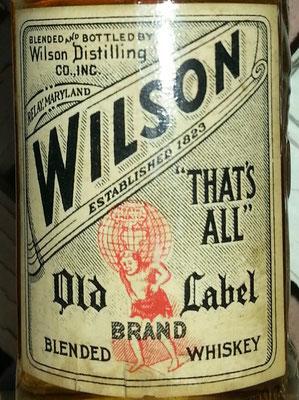 BLENDED AND BOTTLED BY
Wilson Distilling
CO., INC.
RELAY, MARYLAND
WILSON
ESTABLISHED 1823
"THAT'S
ALL"
Old Label
BRAND
BLENDED WHISKEY